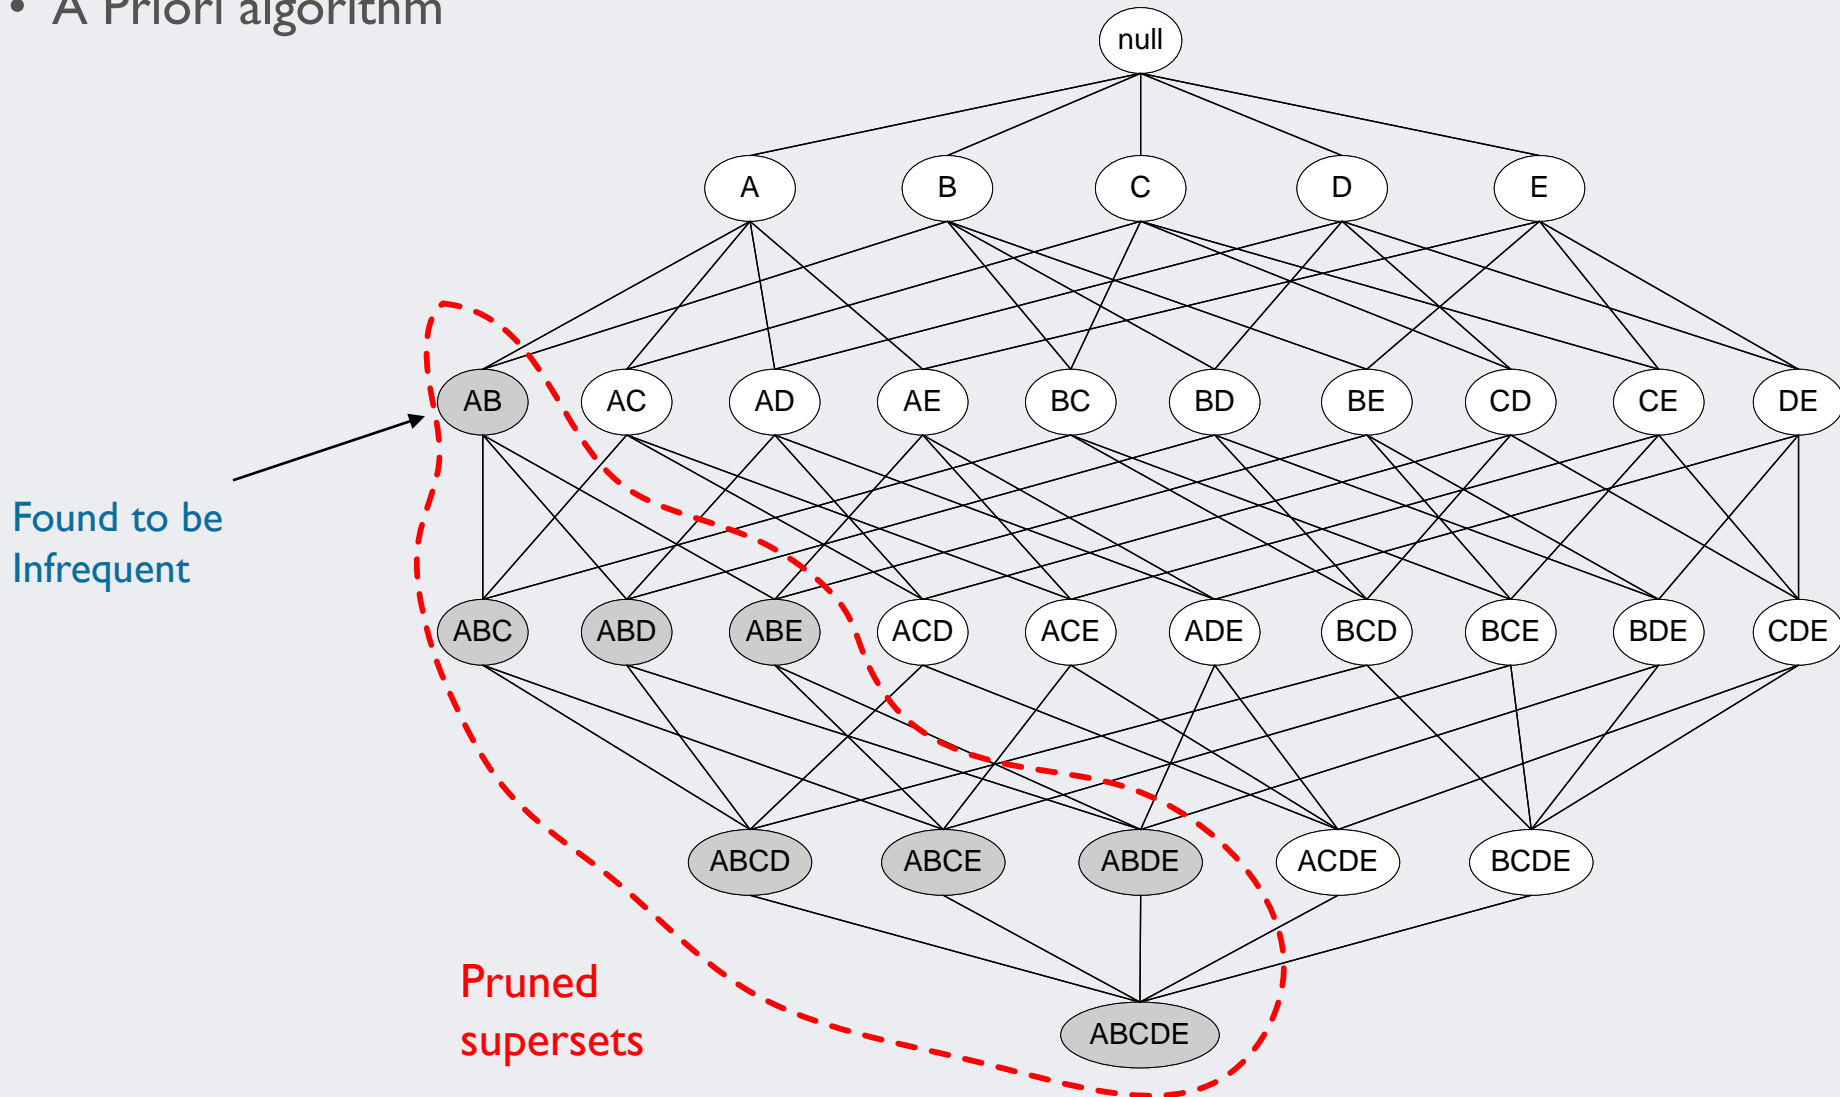 • A Priori algorithm
null
A B C D E
AB AC AD AE BC BD BE CD CE DE
Found to be
Infrequent
ABC ABD ABE ACD ACE ADE BCD BCE BDE CDE
ABCD ABCE ABDE ACDE BCDE
Pruned
supersets
ABCDE